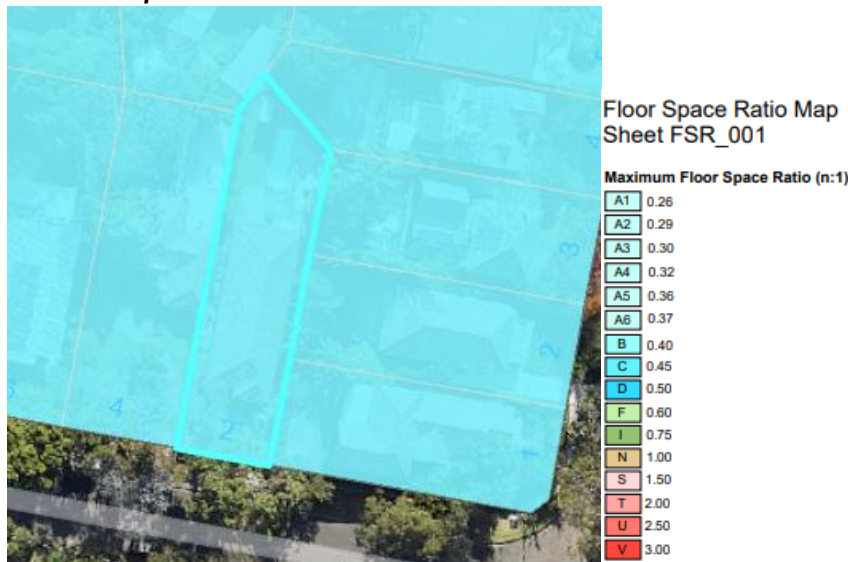 Floor Space Ratio Map
Sheet FSR_001
Maximum Floor Space Ratio (n:1)
A1 0.26
A2 0.29
A3 0.30
A4 0.32
A5 0.36
A6 0.37
B 0.40
C 0.45
D 0.50
F 0.60
I 0.75
N 1.00
S 1.50
T 2.00
U 2.50
V 3.00
4
3
2
4
2
1